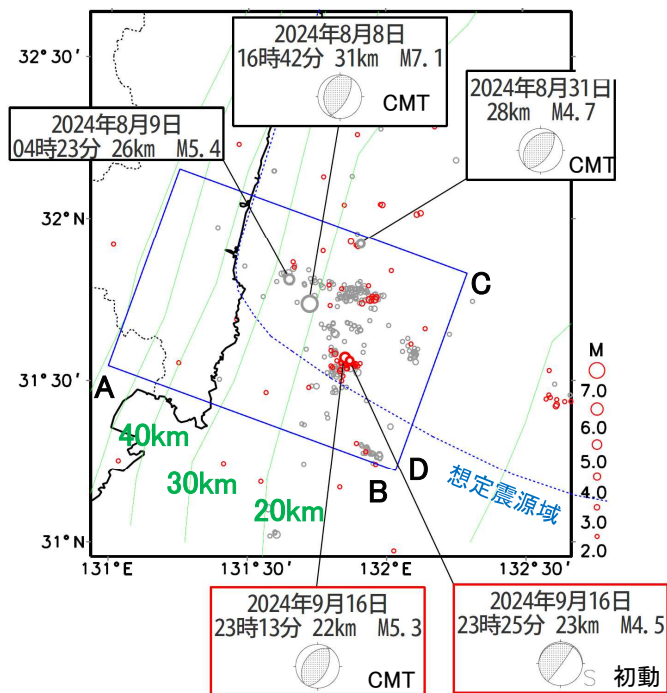 2024年8月8日
16時42分 31km M7.1
CMT
2024年8月31日
28km M4.7
CMT
2024年8月9日
04時23分 26km M5.4
32°30′
32°N
31°30′
31°N
131°E
131°30′
132°E
132°30′
A
B
C
D
40km
30km
20km
想定震源域
M
7.0
6.0
5.0
4.0
3.0
2.0
2024年9月16日
23時13分 22km M5.3
CMT
2024年9月16日
23時25分 23km M4.5
S 初動